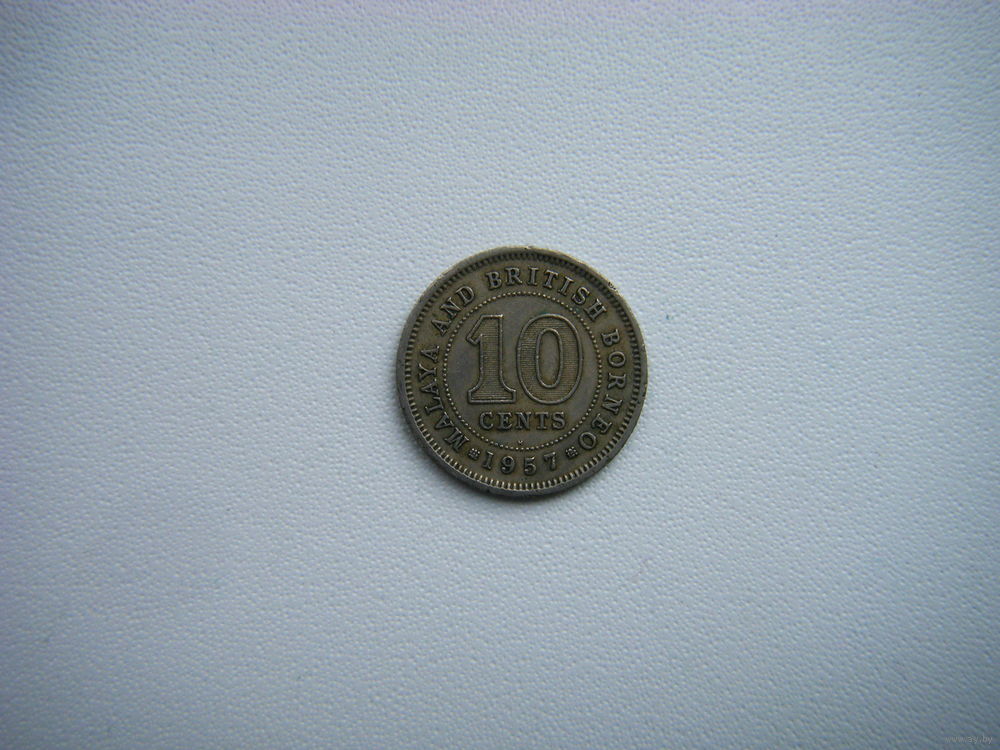 MALAYA AND BRITISH BORNEO
10
CENTS
1957
www.ay.by